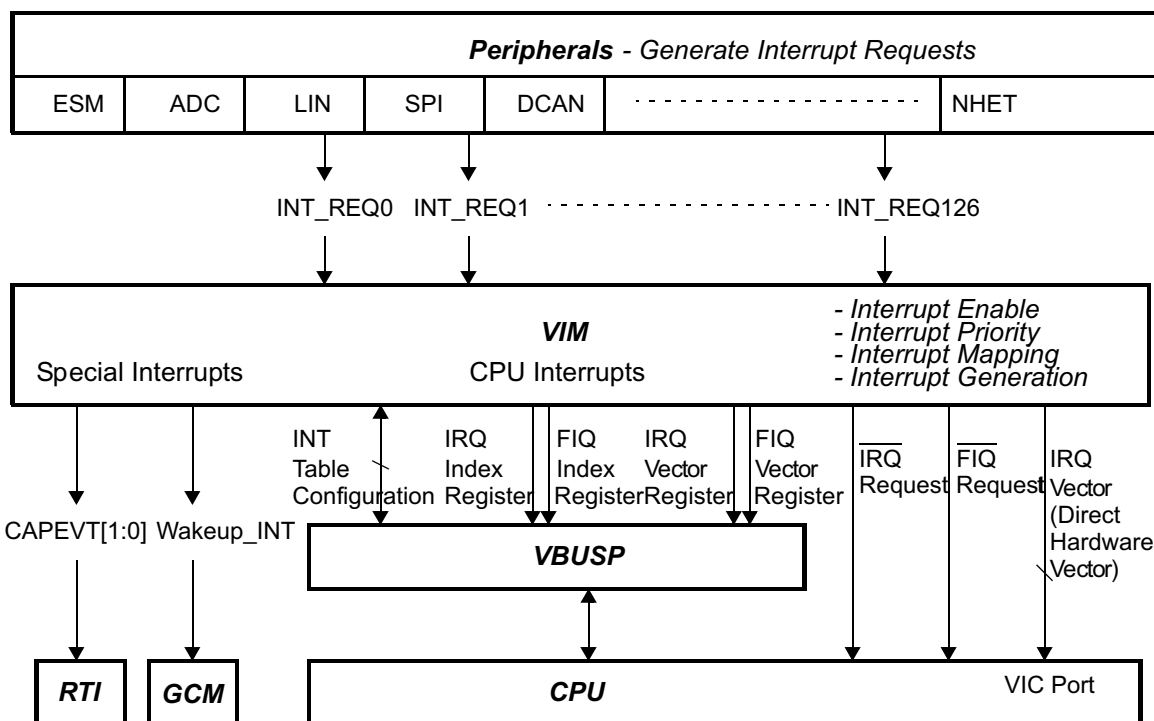 Peripherals - Generate Interrupt Requests
ESM ADC LIN SPI DCAN NHET
INT_REQ0 INT_REQ1 INT_REQ126
VIM
- Interrupt Enable
- Interrupt Priority
- Interrupt Mapping
- Interrupt Generation
Special Interrupts
CPU Interrupts
INT
Table
Configuration
IRQ
Index
Register
FIQ
Index
Register
IRQ
Vector
Register
FIQ
Vector
Register
IRQ
Request
FIQ
Request
IRQ
Vector
(Direct
Hardware
Vector)
CAPEVT[1:0] Wakeup_INT
VBUSP
RTI
GCM
CPU
VIC Port